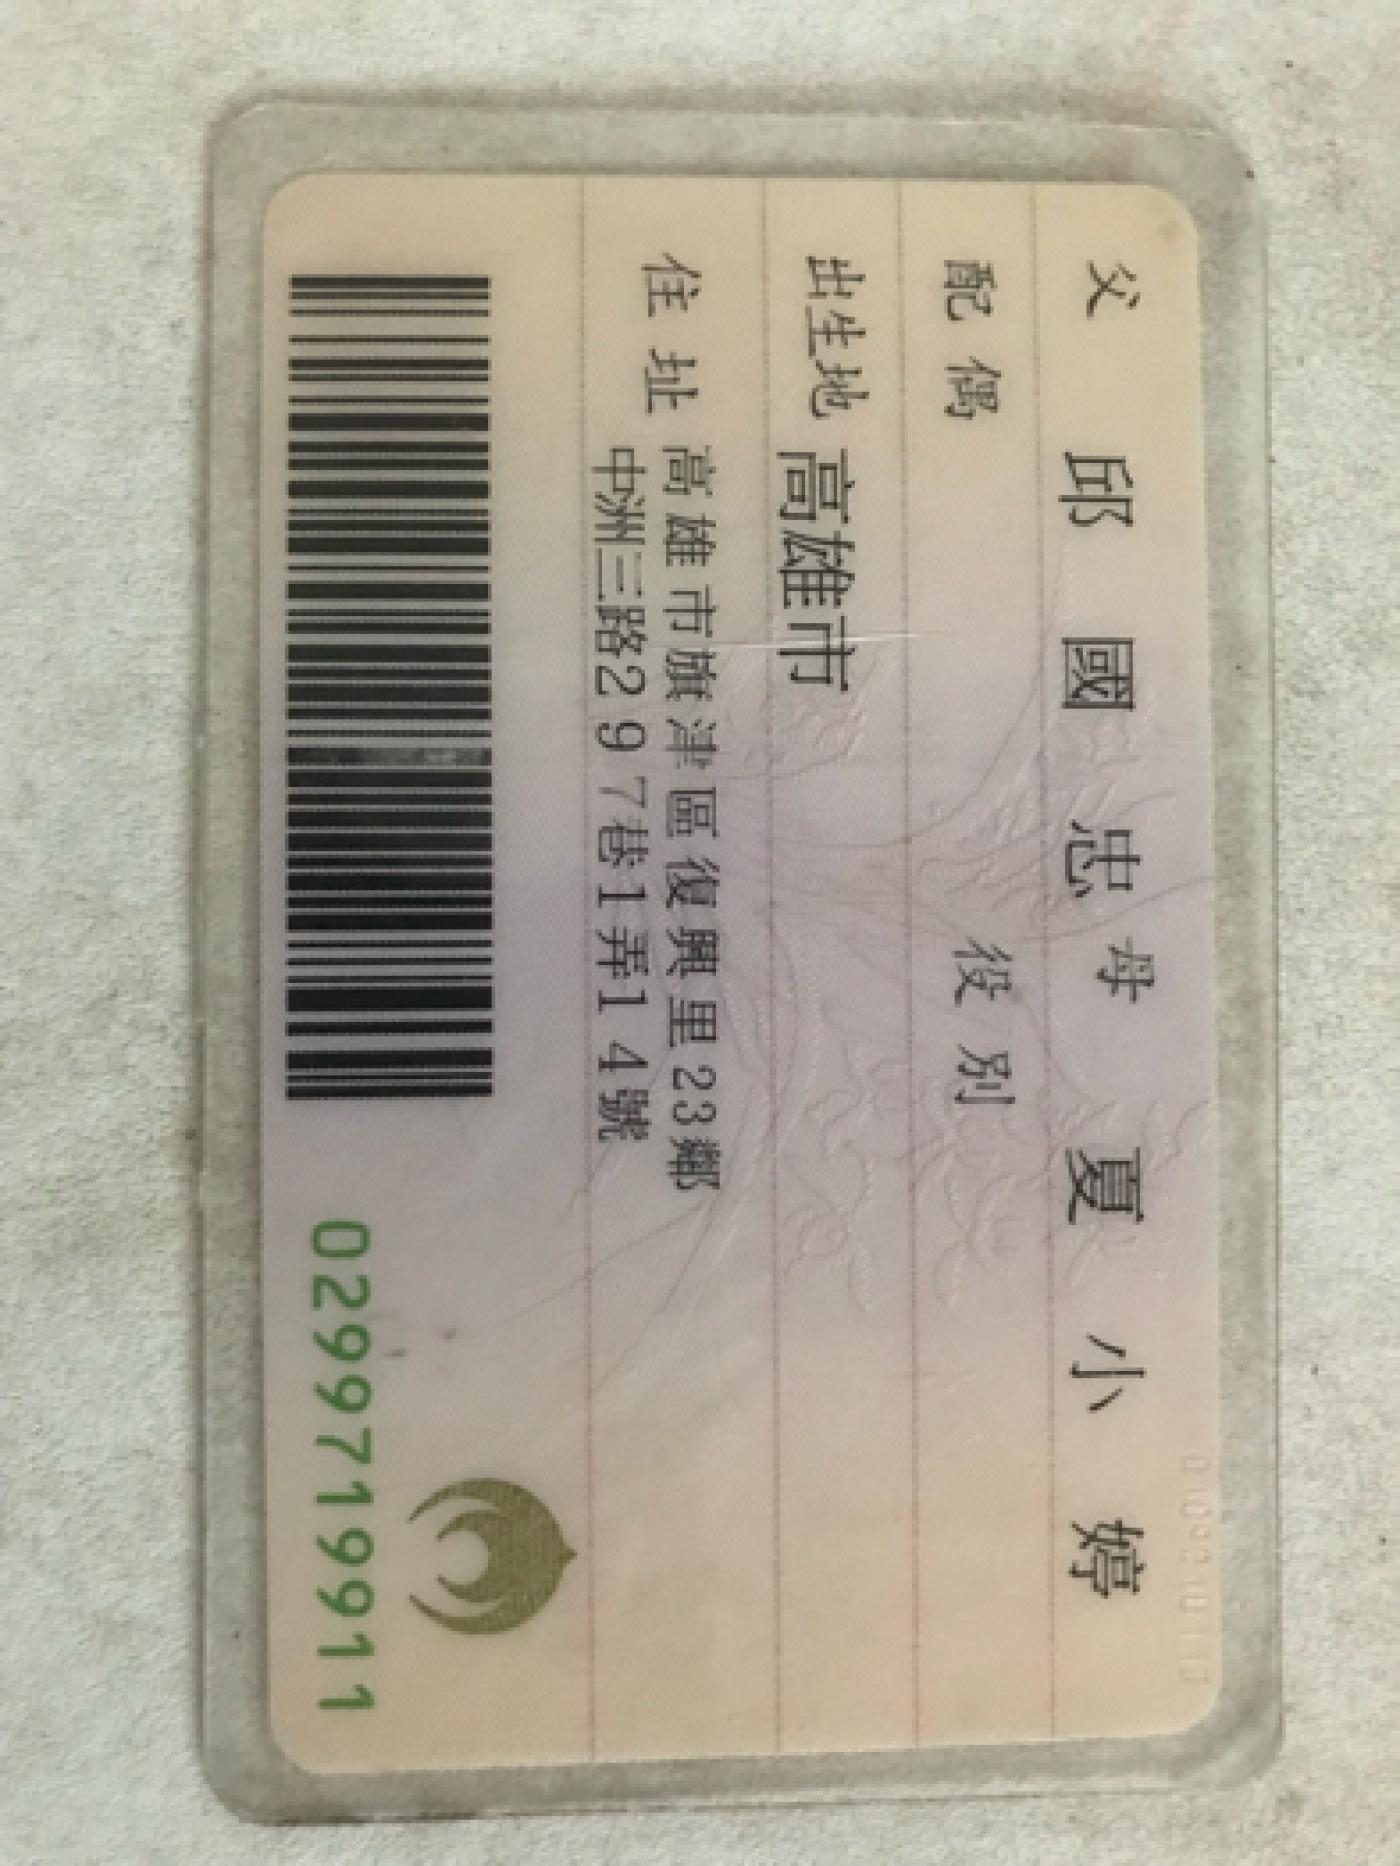 父 邱國忠 母 夏小婷
配偶 役別
出生地 高雄市
住址 高雄市旗津區復興里23鄰
中洲三路297巷1弄14號
0299719911